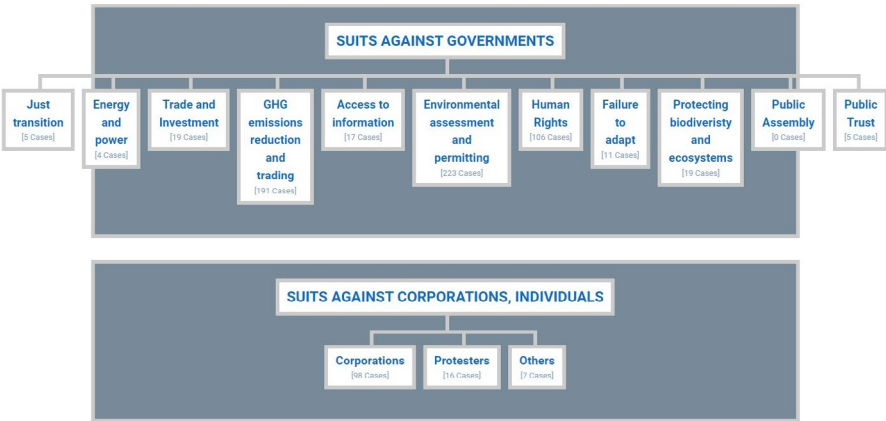 SUITS AGAINST GOVERNMENTS
Just
transition
[5 Cases]
Energy
and
power
[4 Cases]
Trade and
Investment
[19 Cases]
GHG
emissions
reduction
and
trading
[191 Cases]
Access to
information
[17 Cases]
Environmental
assessment
and
permitting
[223 Cases]
Human
Rights
[106 Cases]
Failure
to
adapt
[11 Cases]
Protecting
biodiveristy
and
ecosystems
[19 Cases]
Public
Assembly
[0 Cases]
Public
Trust
[5 Cases]
SUITS AGAINST CORPORATIONS, INDIVIDUALS
Corporations
[98 Cases]
Protesters
[16 Cases]
Others
[7 Cases]